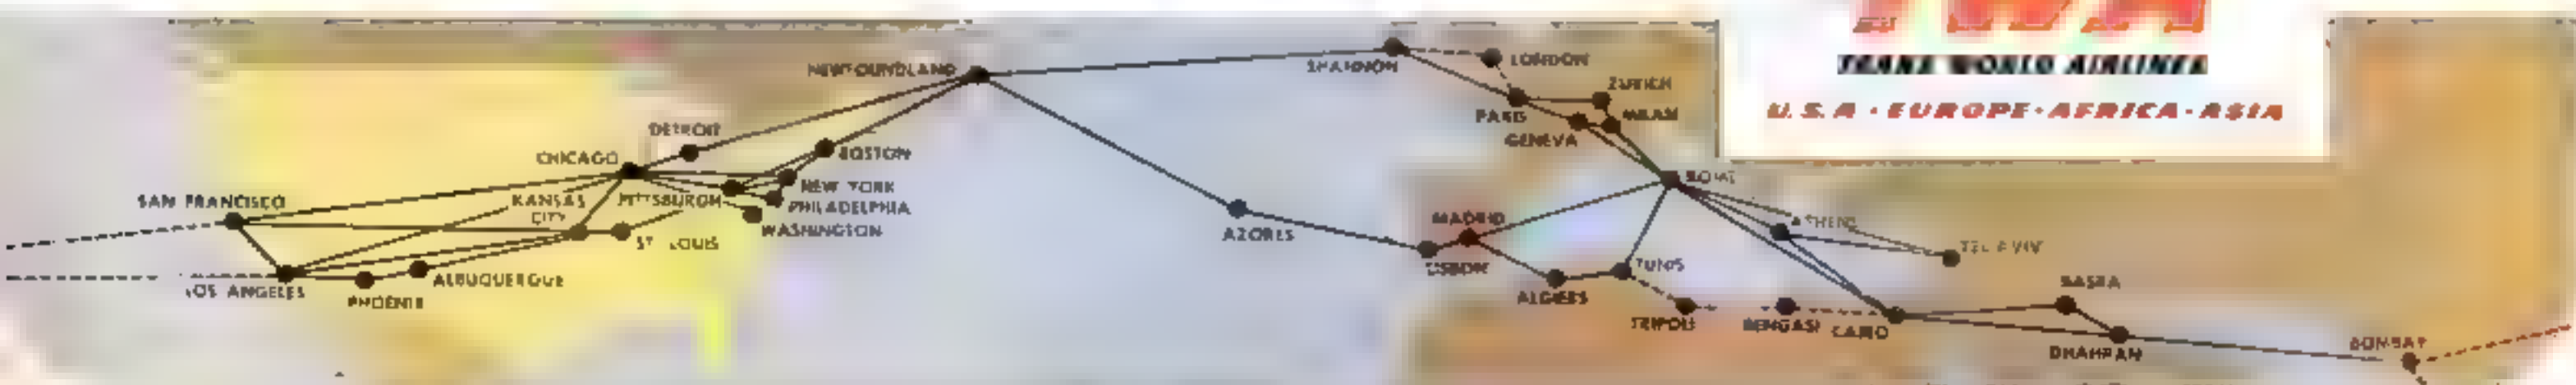 TWA
TRANS WORLD AIRLINES
U.S.A · EUROPE · AFRICA · ASIA
NEWFOUNDLAND
SHANNON
LONDON
ZURICH
PARIS
MILAN
GENEVA
DETROIT
CHICAGO
BOSTON
ROME
SAN FRANCISCO
KANSAS
CITY
PITTSBURGH
NEW YORK
PHILADELPHIA
WASHINGTON
ST LOUIS
AZORES
MADRID
LISBON
ATHENS
TEL AVIV
LOS ANGELES
PHOENIX
ALBUQUERQUE
ALGIERS
TUNIS
TRIPOLI
BENGASI
CAIRO
BASRA
DHAHRAN
BOMBAY